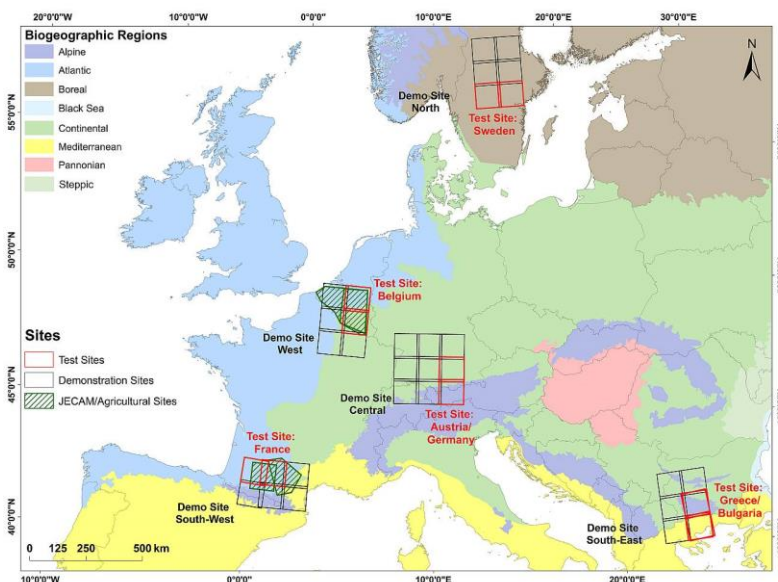 20°0'0"W
10°0'0"W
0°0'0"
10°0'0"E
20°0'0"E
30°0'0"E
Biogeographic Regions
Alpine
Atlantic
Boreal
Black Sea
Continental
Mediterranean
Pannonian
Steppic
N
Demo Site
North
Test Site:
Sweden
55°0'0"N
50°0'0"N
45°0'0"N
40°0'0"N
Test Site:
Belgium
Demo Site
West
Sites
Test Sites
Demonstration Sites
JECAM/Agricultural Sites
Demo Site
Central
Test Site:
Austria/
Germany
Test Site:
France
Demo Site
South-West
Test Site:
Greece/
Bulgaria
Demo Site
South-East
0 125 250 500 km
10°0'0"W
0°0'0"
10°0'0"E
20°0'0"E